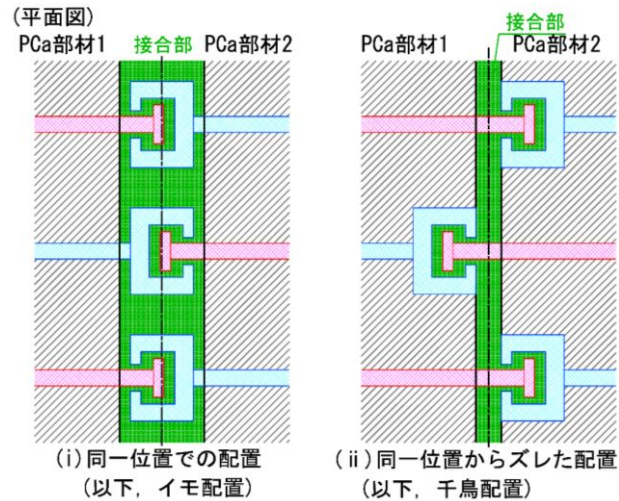 (平面図)
PCa部材1 接合部 PCa部材2
接合部
PCa部材1 PCa部材2
(i)同一位置での配置
(以下, イモ配置)
(ii)同一位置からズレた配置
(以下, 千鳥配置)